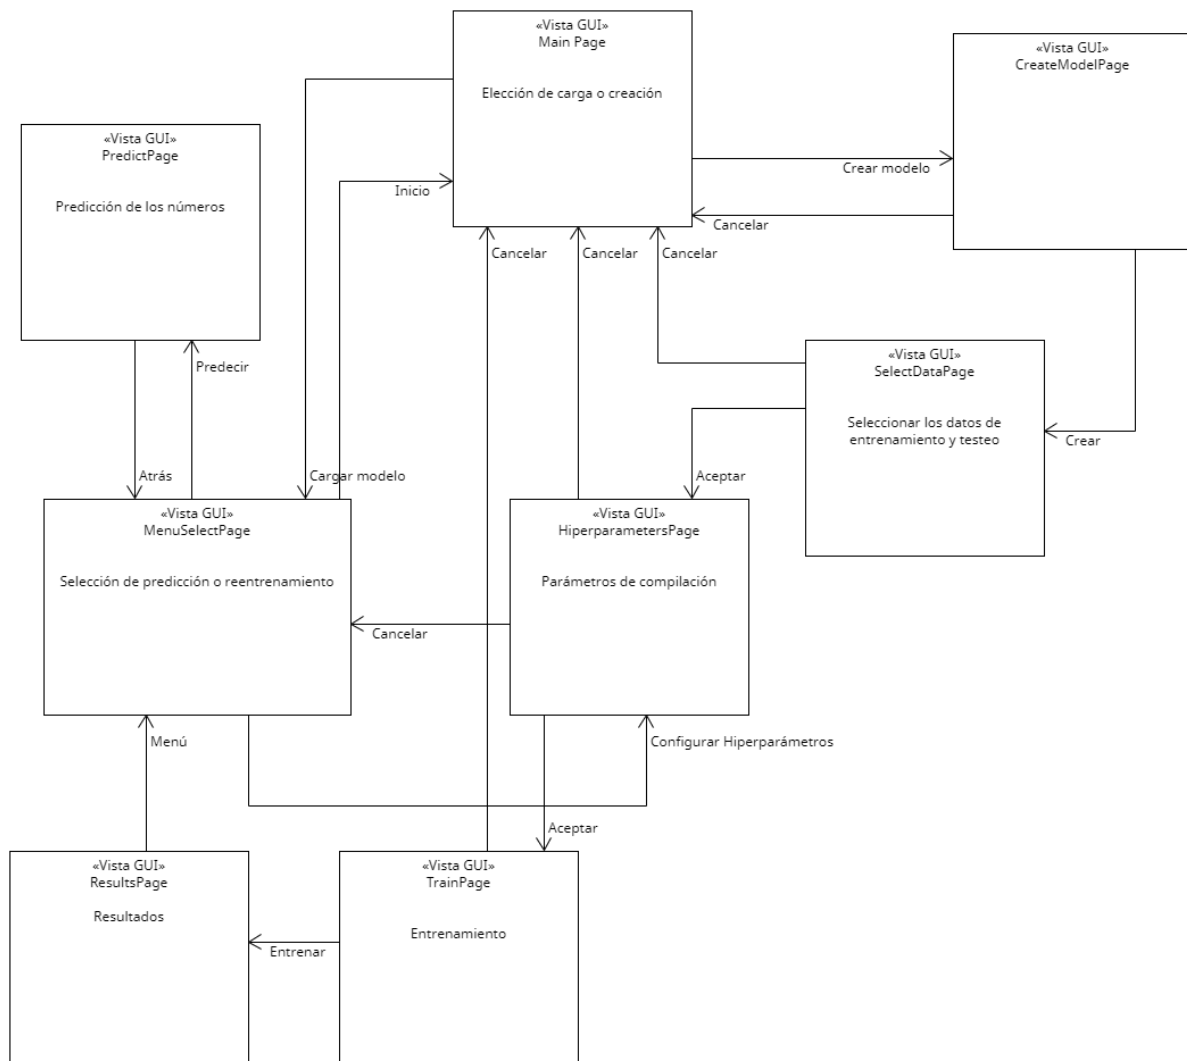 «Vista GUI»
Main Page
Elección de carga o creación
«Vista GUI»
CreateModelPage
«Vista GUI»
PredictPage
Predicción de los números
Crear modelo
Inicio
Cancelar
Cancelar
Cancelar
Cancelar
«Vista GUI»
SelectDataPage
Seleccionar los datos de
entrenamiento y testeo
Predecir
Crear
Atrás
Cargar modelo
Aceptar
«Vista GUI»
MenuSelectPage
Selección de predicción o reentrenamiento
«Vista GUI»
HiperparametersPage
Parámetros de compilación
Cancelar
Menú
Configurar Hiperparámetros
Aceptar
«Vista GUI»
ResultsPage
Resultados
«Vista GUI»
TrainPage
Entrenamiento
Entrenar